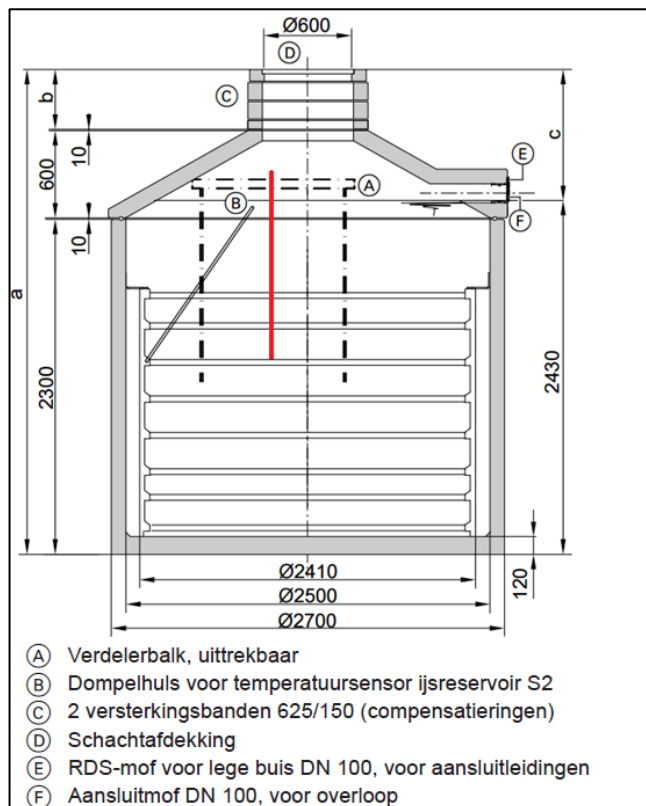 Ø600
D
C
b
c
10
E
600
A
B
F
10
a
2300
2430
Ø2410
Ø2500
Ø2700
120
A Verdelerbalk, uittrekbaar
B Dompelhuls voor temperatuursensor ijsreservoir S2
C 2 versterkingsbanden 625/150 (compensatieringen)
D Schachtafdekking
E RDS-mof voor lege buis DN 100, voor aansluitleidingen
F Aansluitmof DN 100, voor overloop